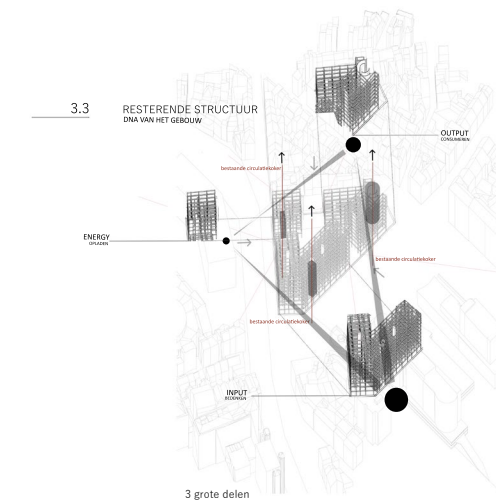 3.3 RESTERENDE STRUCTUUR
DNA VAN HET GEBOUW
OUTPUT
CONSUMEREN
bestaande circulatiekoker
ENERGY
OPLADEN
bestaande circulatiekoker
bestaande circulatiekoker
INPUT
BEDENKEN
3 grote delen